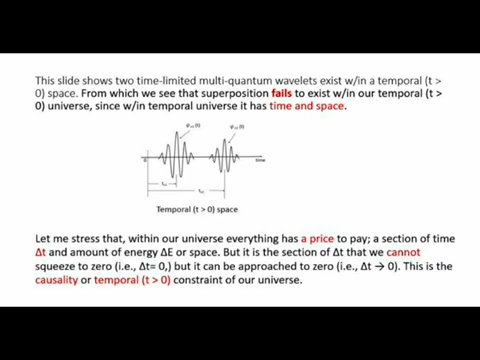 This slide shows two time-limited multi-quantum wavelets exist w/in a temporal (t >
0) space. From which we see that superposition fails to exist w/in our temporal (t >
0) universe, since w/in temporal universe it has time and space.
0
time
Temporal (t > 0) space
Let me stress that, within our universe everything has a price to pay; a section of time
Δt and amount of energy ΔE or space. But it is the section of Δt that we cannot
squeeze to zero (i.e., Δt= 0,) but it can be approached to zero (i.e., Δt → 0). This is the
causality or temporal (t > 0) constraint of our universe.